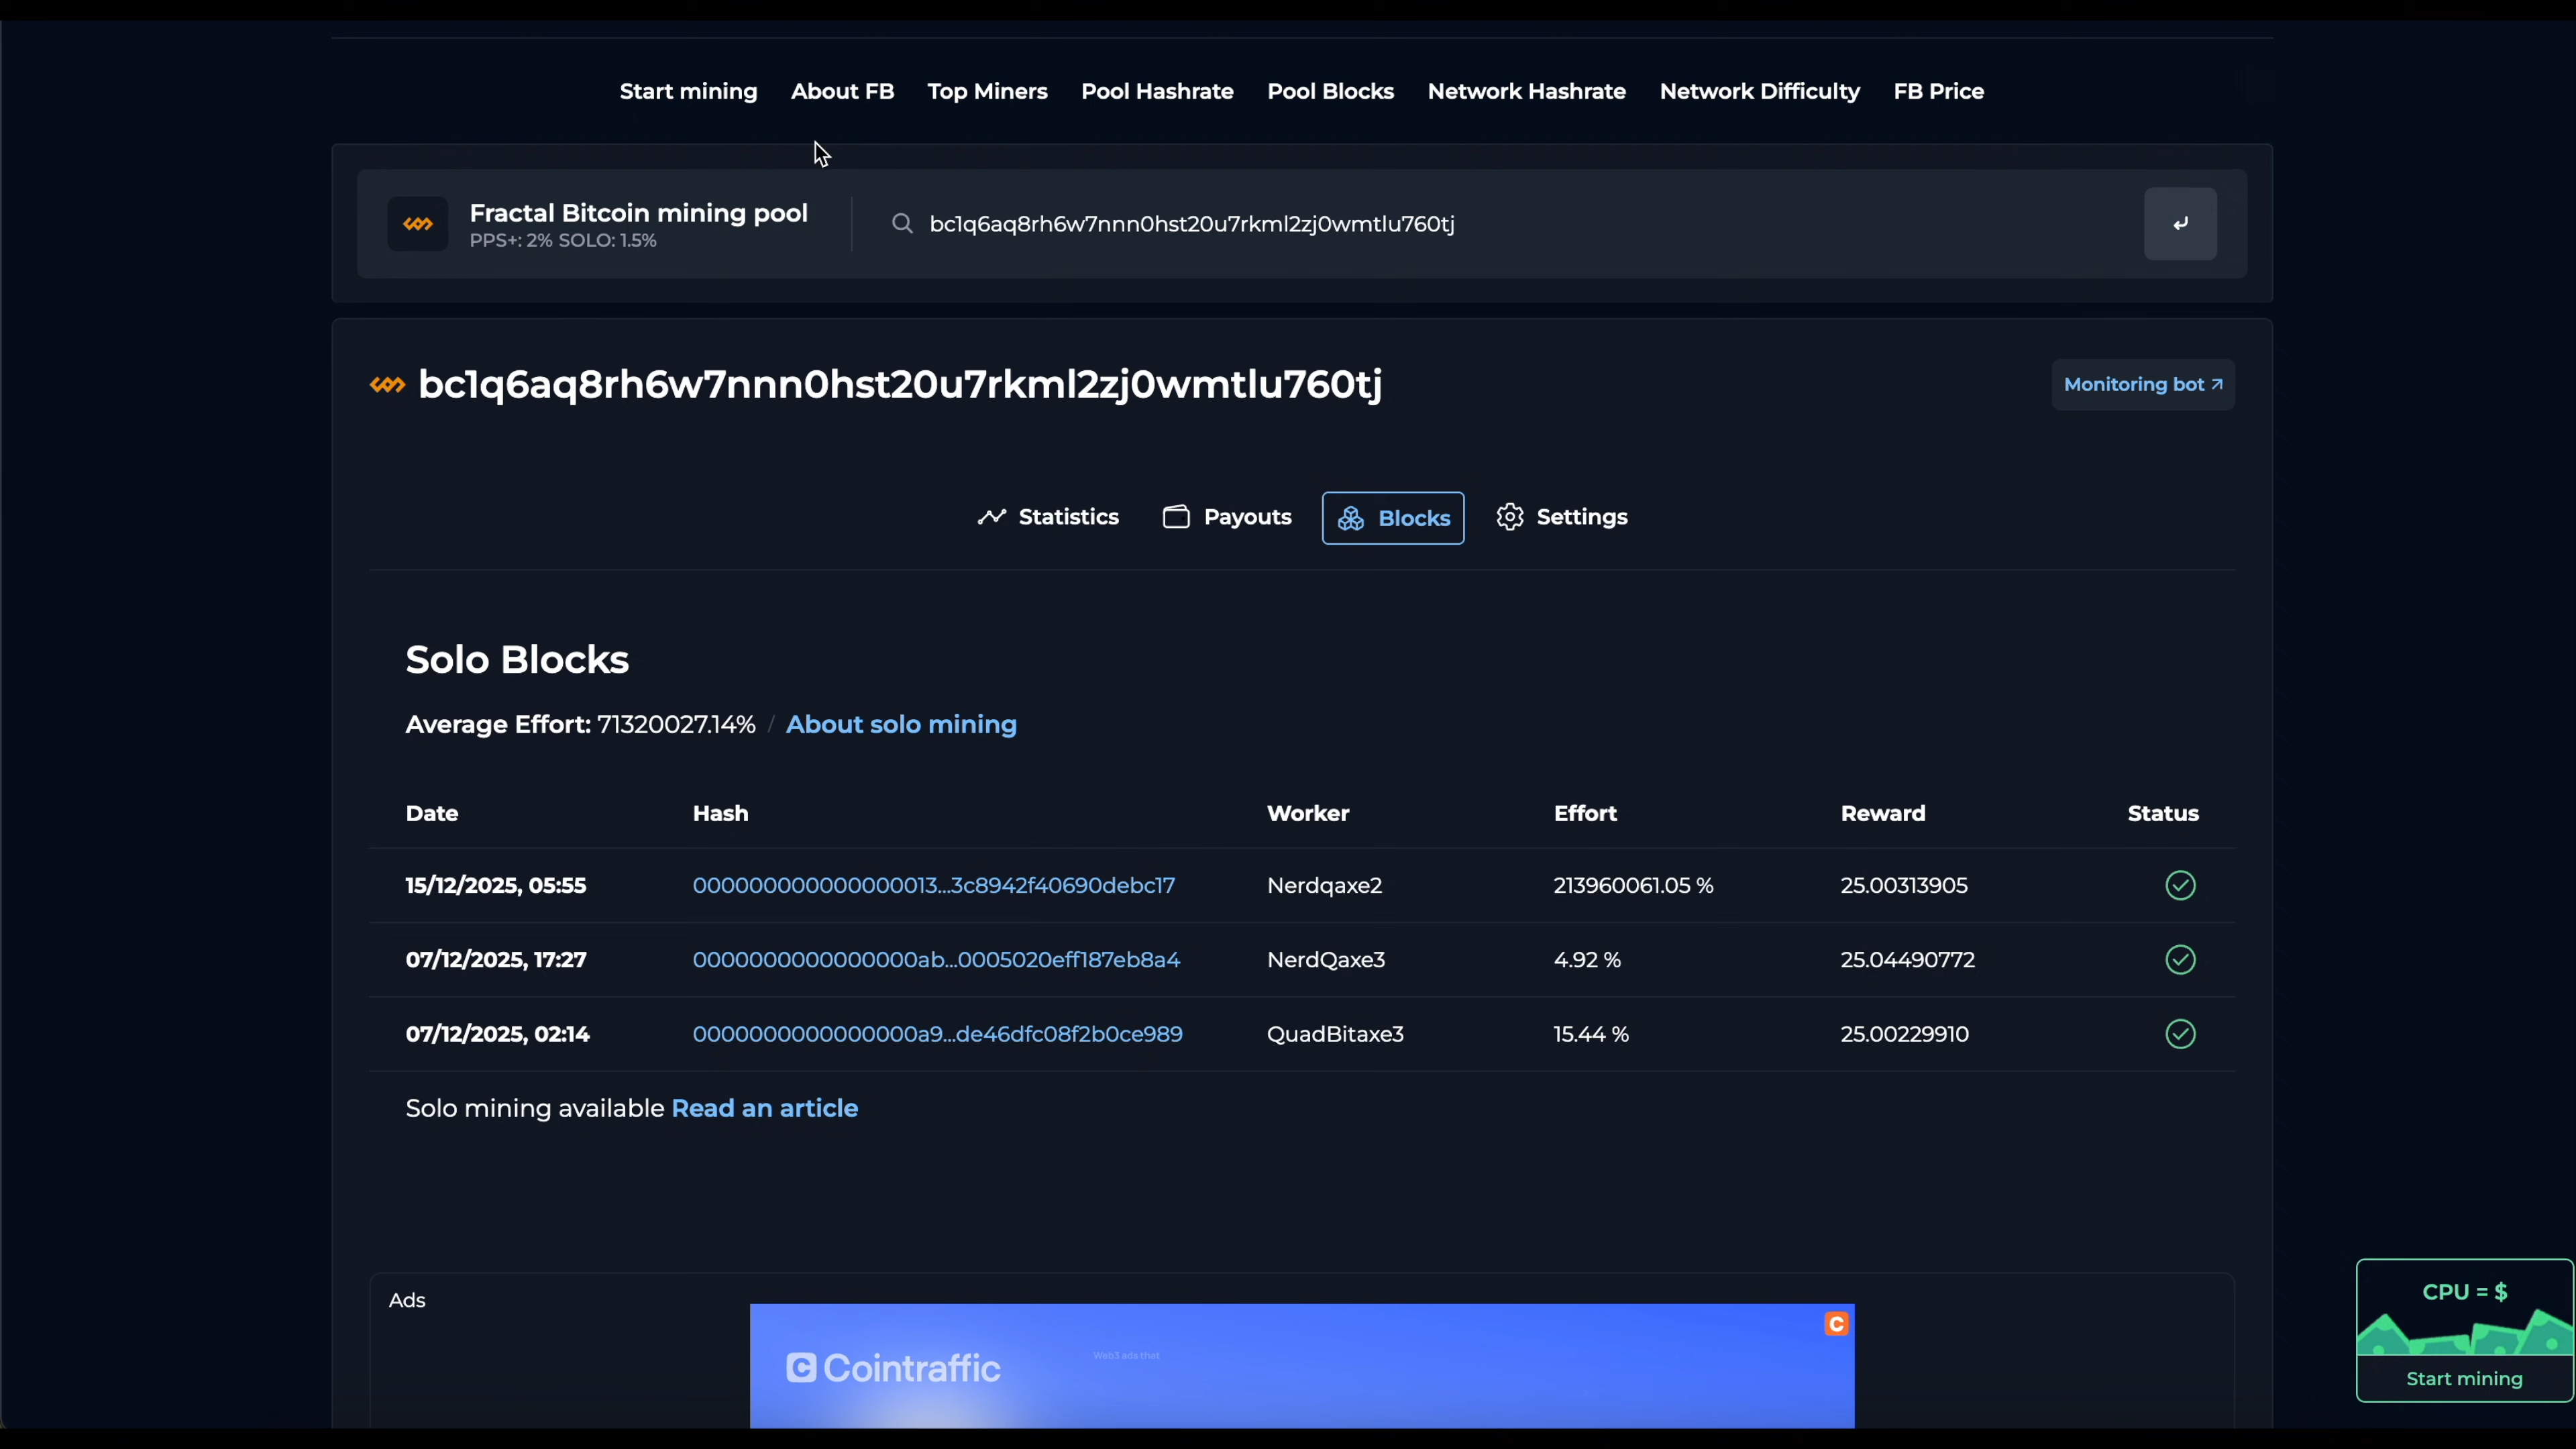 Start mining About FB Top Miners Pool Hashrate Pool Blocks Network Hashrate Network Difficulty FB Price
Fractal Bitcoin mining pool
PPS+: 2% SOLO: 1.5%
bc1q6aq8rh6w7nnn0hst20u7rkml2zj0wmtlu760tj
bc1q6aq8rh6w7nnn0hst20u7rkml2zj0wmtlu760tj
Monitoring bot
Statistics Payouts Blocks Settings
Solo Blocks
Average Effort: 71320027.14% / About solo mining
Date Hash Worker Effort Reward Status
15/12/2025, 05:55 000000000000000013...3c8942f40690debc17 Nerdqaxe2 213960061.05 % 25.00313905
07/12/2025, 17:27 0000000000000000ab...0005020eff187eb8a4 NerdQaxe3 4.92 % 25.04490772
07/12/2025, 02:14 0000000000000000a9...de46dfc08f2b0ce989 QuadBitaxe3 15.44 % 25.00229910
Solo mining available Read an article
Ads
Cointraffic
Web3 ads that
CPU = $
Start mining